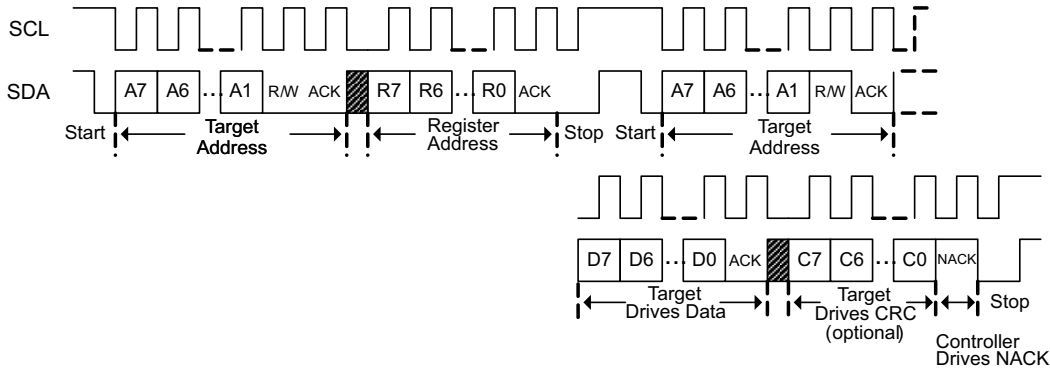 SCL
SDA A7 A6 ... A1 R/W ACK R7 R6 ... R0 ACK A7 A6 ... A1 R/W ACK
Start Target Address Register Address Stop Start Target Address
D7 D6 ... D0 ACK C7 C6 ... C0 NACK
Target Drives Data Target Drives CRC (optional) Stop
Controller
Drives NACK